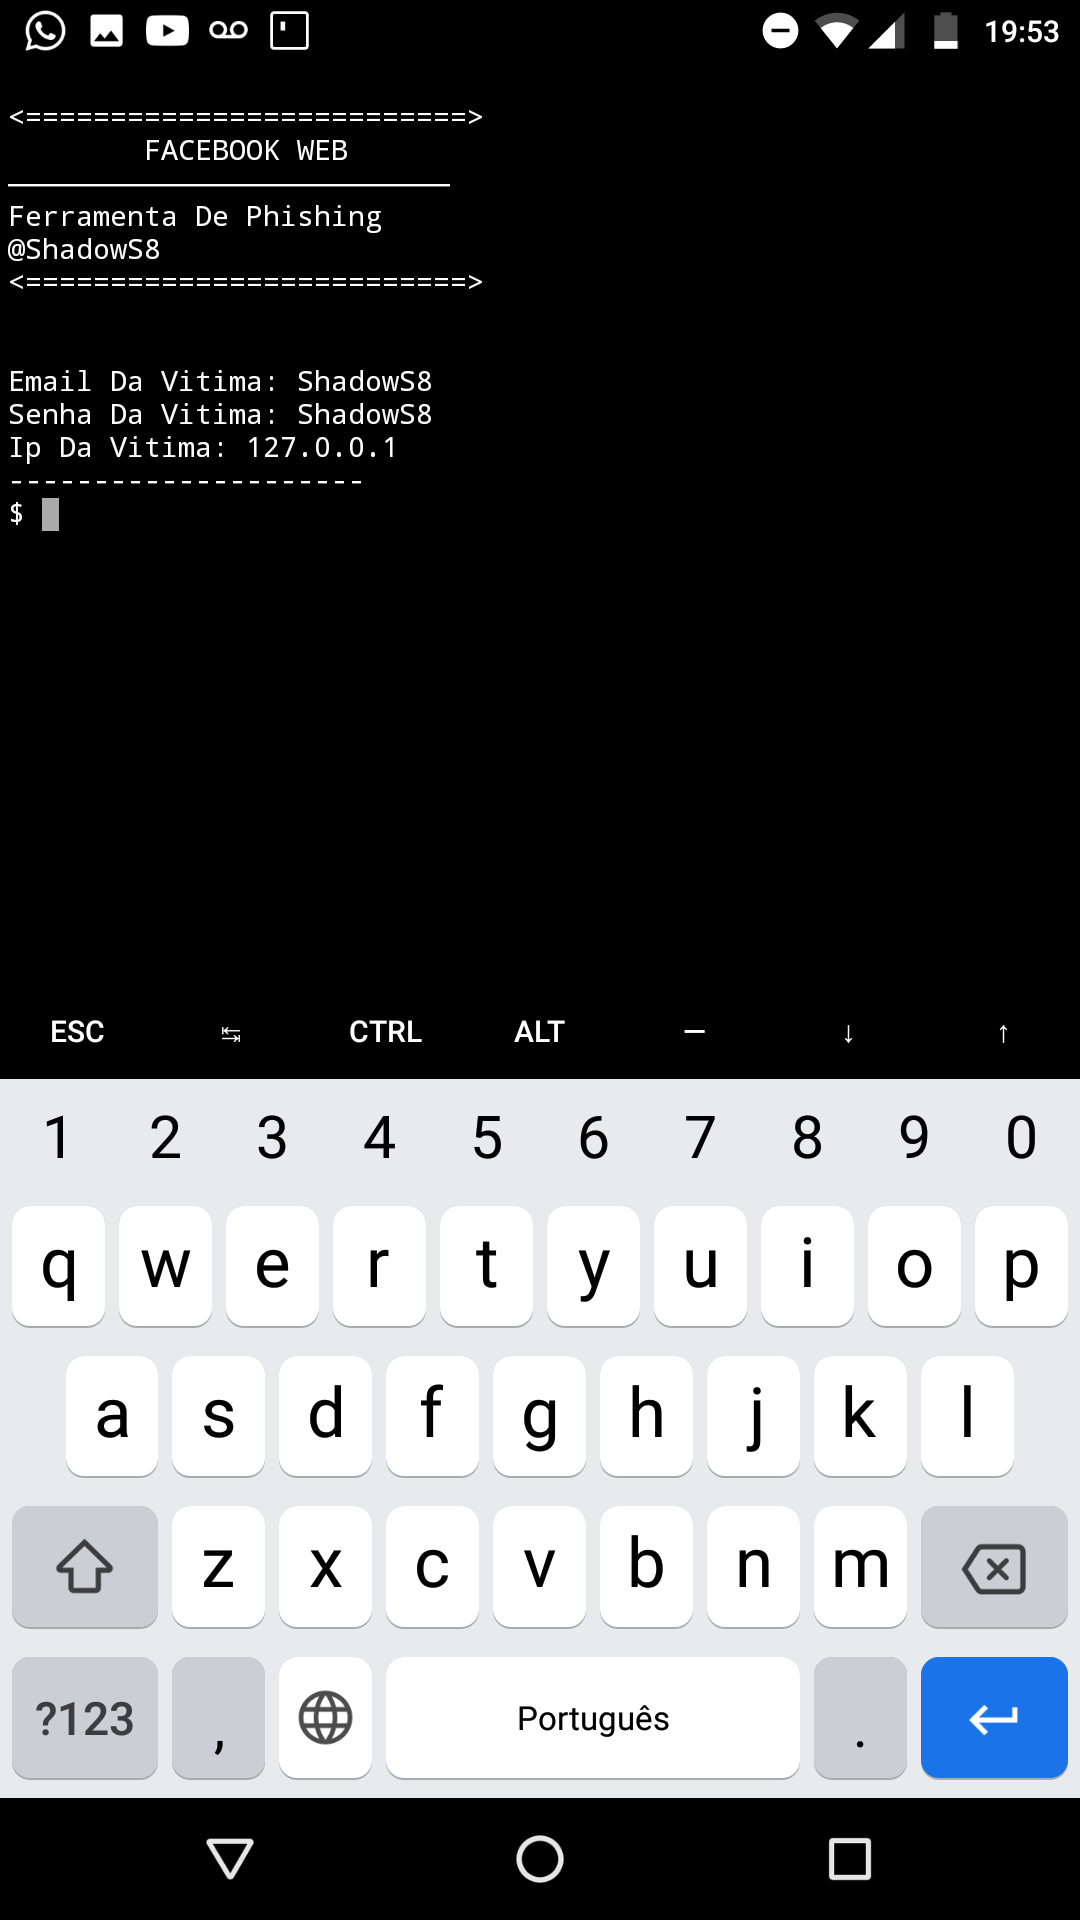 19:53
<==========================>
FACEBOOK WEB
──────────────────────────
Ferramenta De Phishing
@ShadowS8
<==========================>
Email Da Vitima: ShadowS8
Senha Da Vitima: ShadowS8
Ip Da Vitima: 127.0.0.1
---------------------
$
ESC ↹ CTRL ALT ─ ↓ ↑
1 2 3 4 5 6 7 8 9 0
q w e r t y u i o p
a s d f g h j k l
z x c v b n m
?123 , Português .